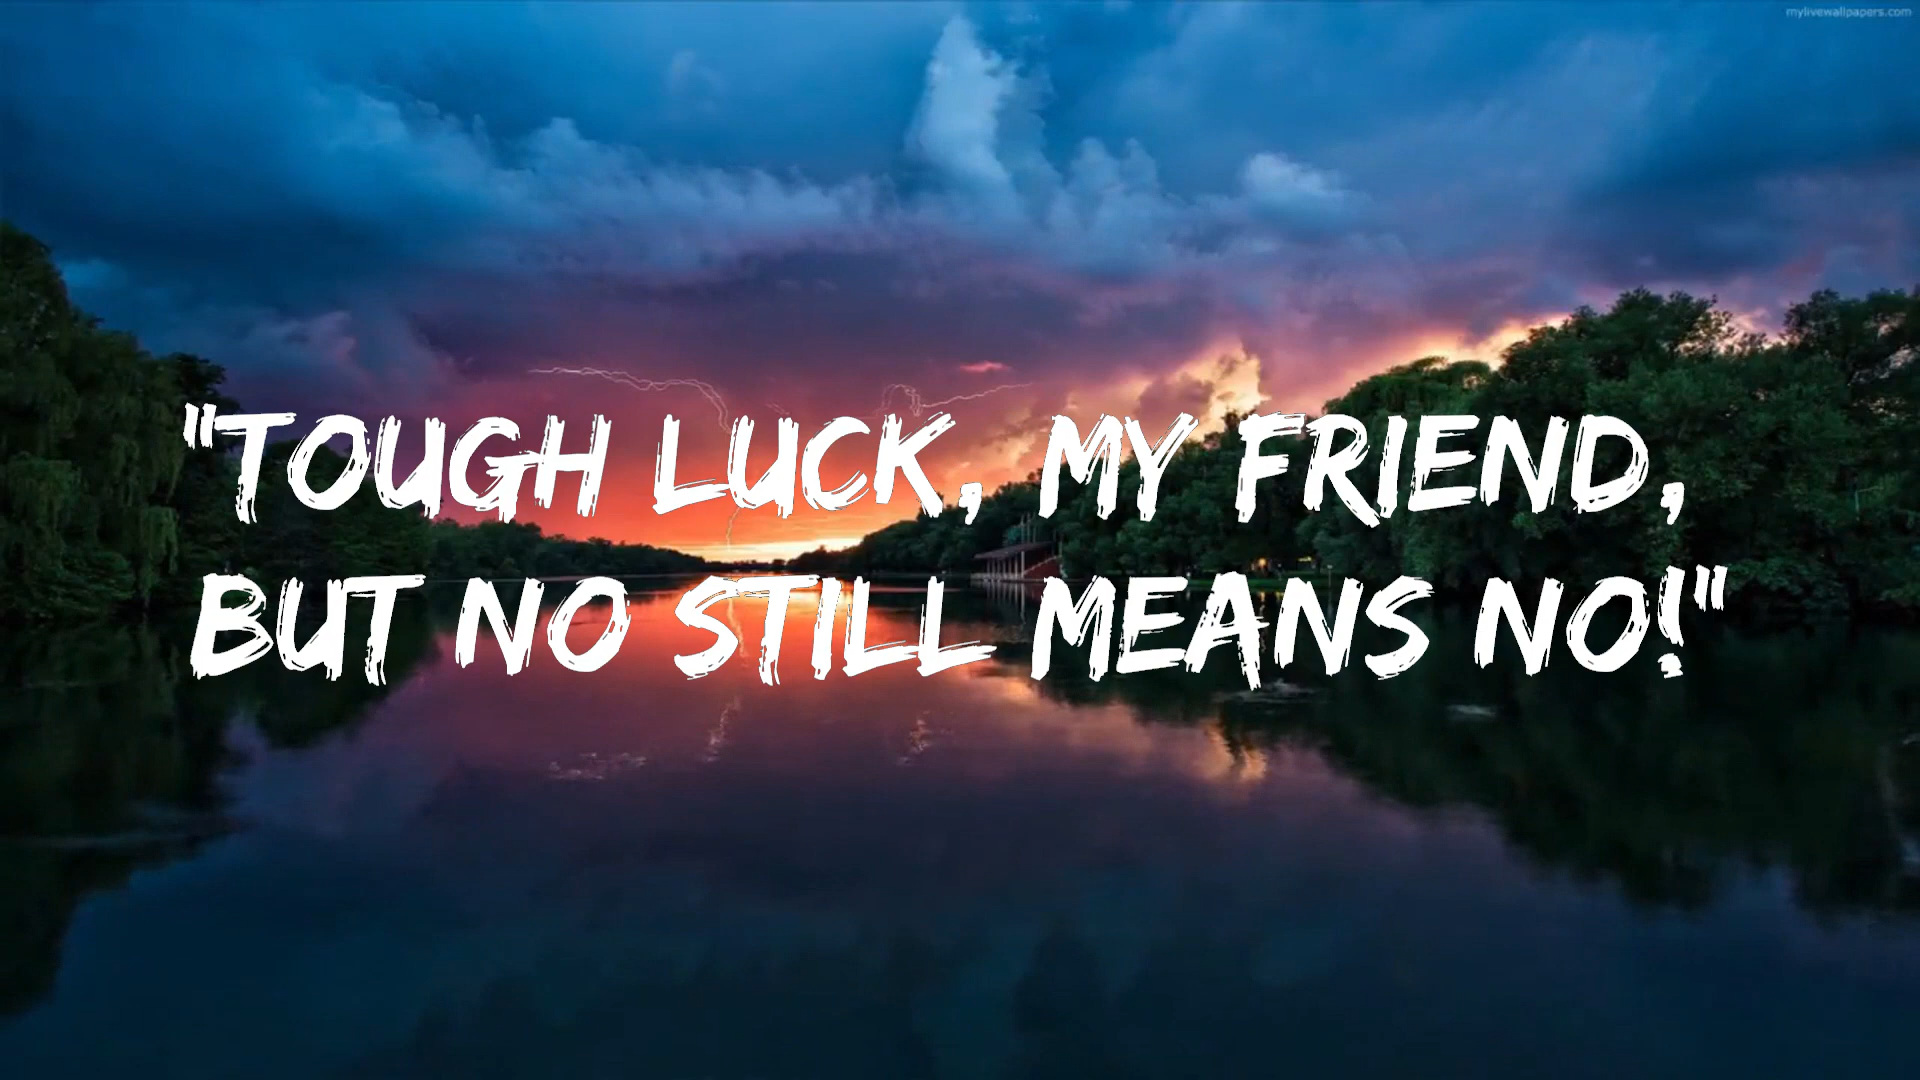 mylivewallpapers.com
"TOUGH LUCK, MY FRIEND,
BUT NO STILL MEANS NO!"